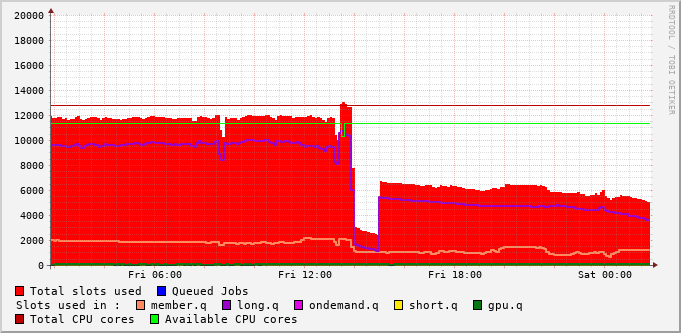 RRDTOOL / TOBI OETIKER
20000
18000
16000
14000
12000
10000
8000
6000
4000
2000
0
Fri 06:00 Fri 12:00 Fri 18:00 Sat 00:00
Total slots used Queued Jobs
Slots used in : member.q long.q ondemand.q short.q gpu.q
Total CPU cores Available CPU cores